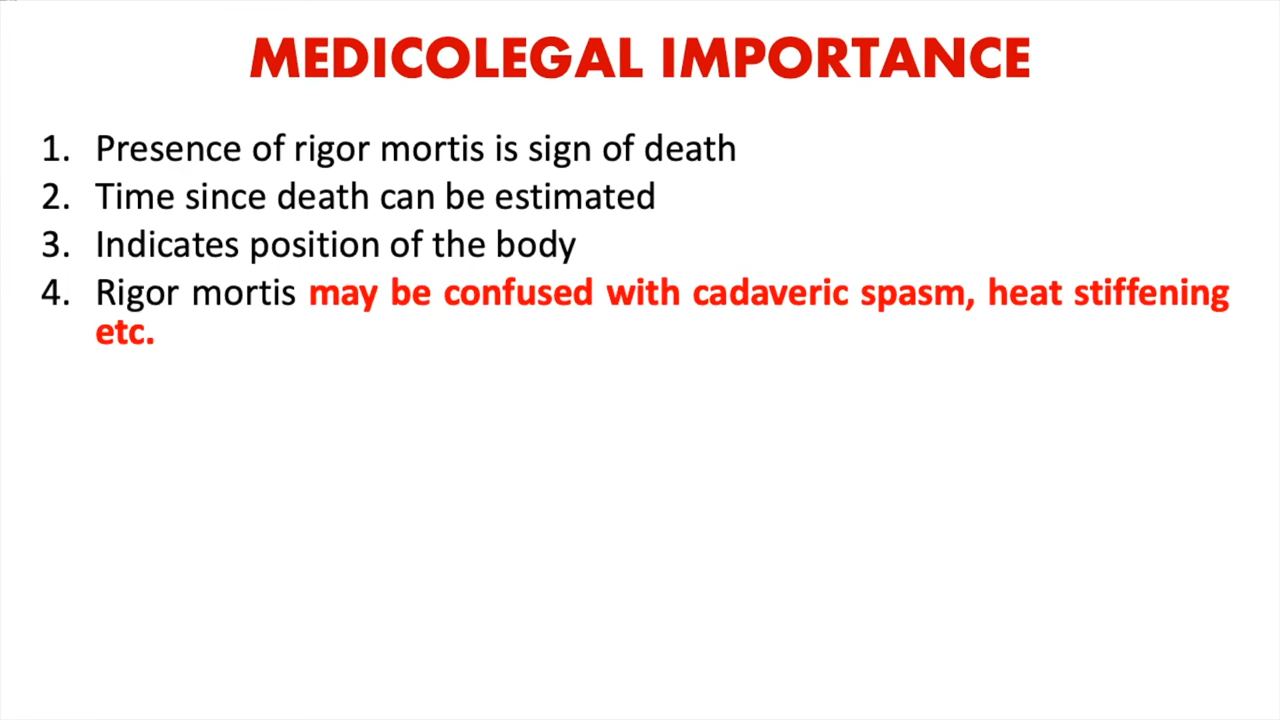 MEDICOLEGAL IMPORTANCE
1. Presence of rigor mortis is sign of death
2. Time since death can be estimated
3. Indicates position of the body
4. Rigor mortis may be confused with cadaveric spasm, heat stiffening
etc.